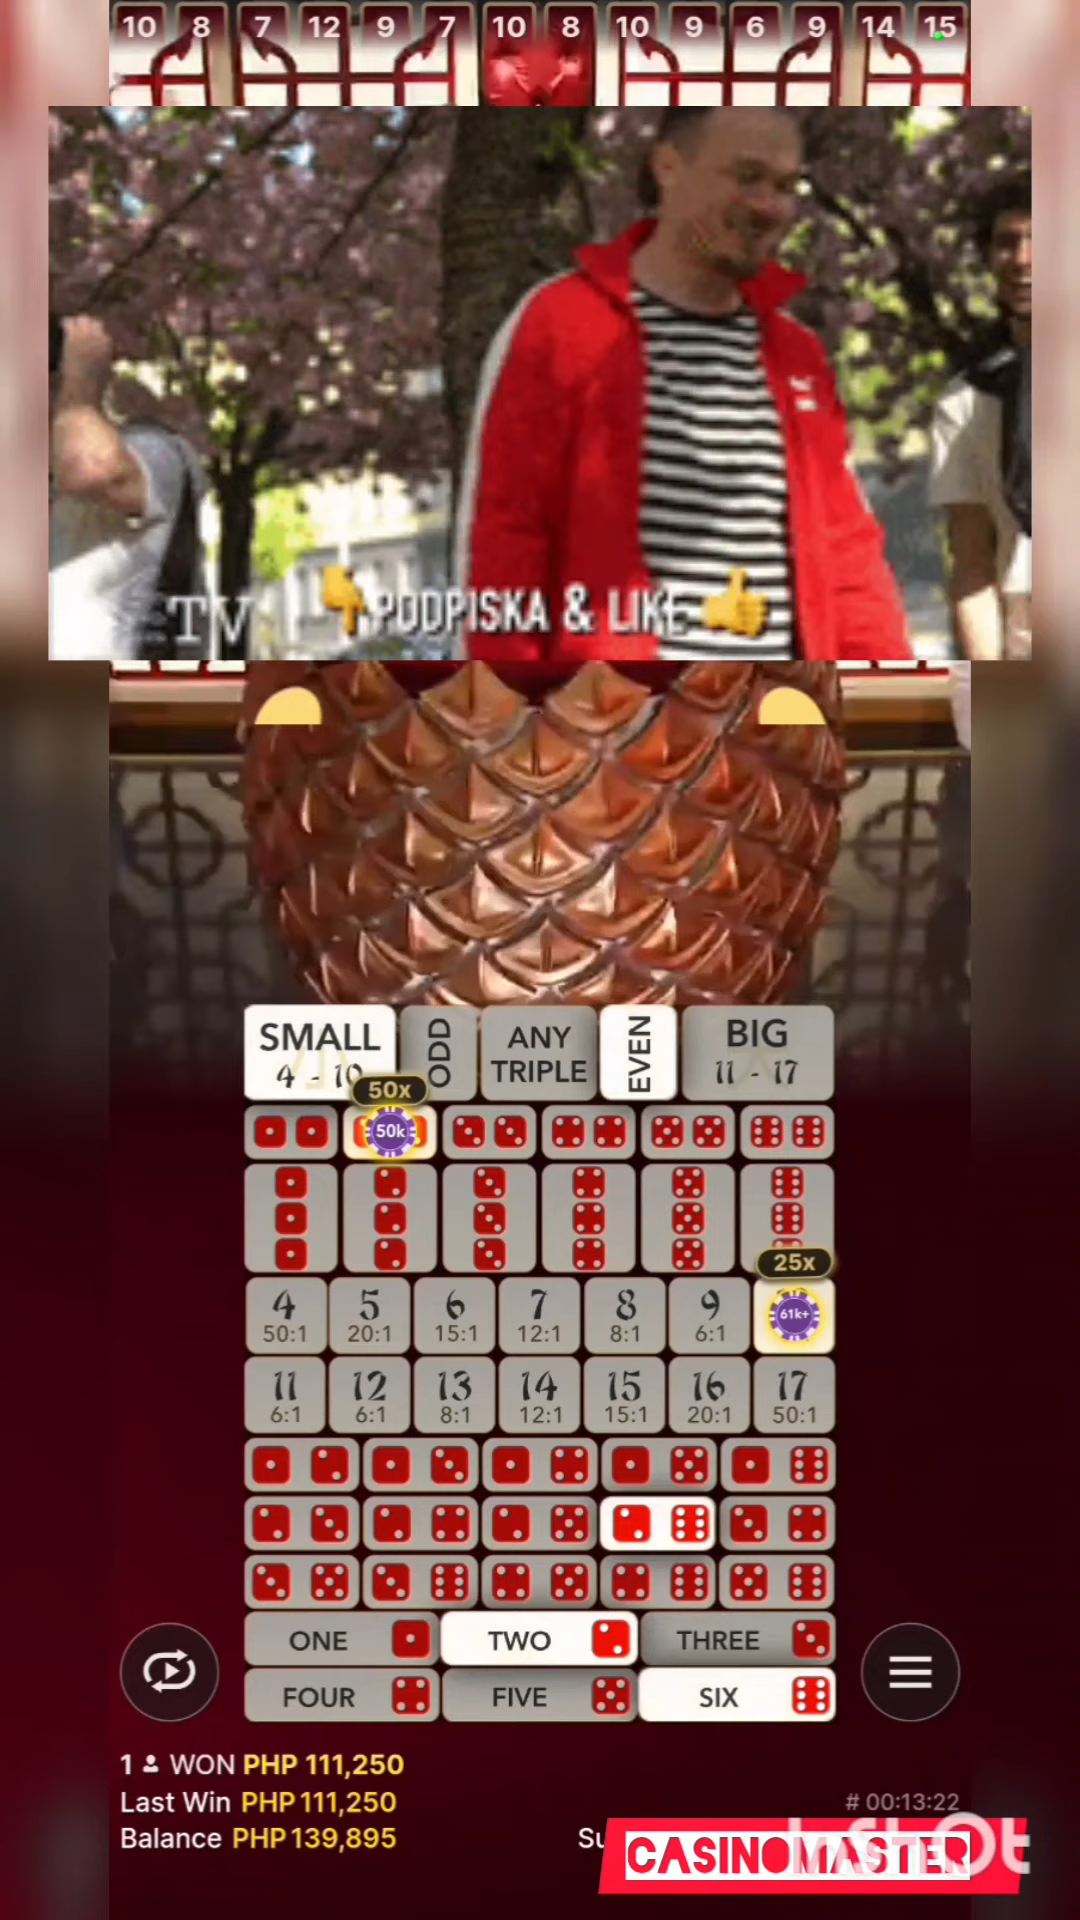 10 8 7 12 9 7 10 8 10 9 6 9 14 15
TV
PODPISKA & LIKE
SMALL ODD ANY TRIPLE EVEN BIG
4 - 10 11 - 17
50x
50k
25x
4 5 6 7 8 9 61k+
50:1 20:1 15:1 12:1 8:1 6:1
11 12 13 14 15 16 17
6:1 6:1 8:1 12:1 15:1 20:1 50:1
ONE TWO THREE
FOUR FIVE SIX
1 WON PHP 111,250
Last Win PHP 111,250
# 00:13:22
Balance PHP 139,895
Su
CASINOMASTER